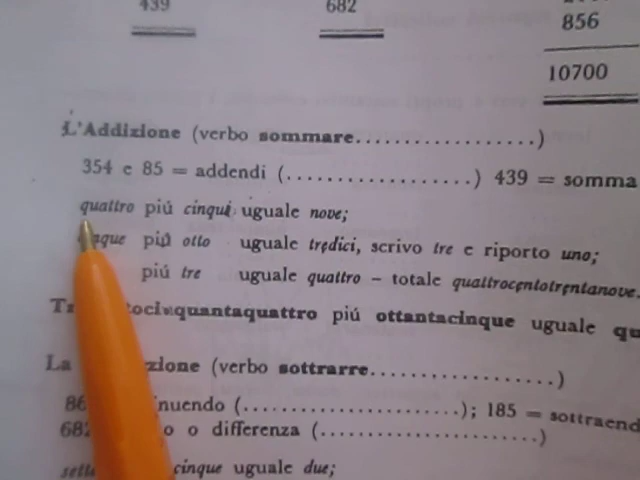 439 682
856
10700
L'Addizione (verbo sommare..................)
354 e 85 = addendi (..................) 439 = somma
quattro piú cinque uguale nove;
piú otto uguale tredici, scrivo tre e riporto uno;
piú tre uguale quattro – totale quattrocentotrentanove.
piú ottantacinque uguale
La (verbo sottrarre..................)
(.....................); 185 =
682 o differenza (.....................)
cinque uguale due;